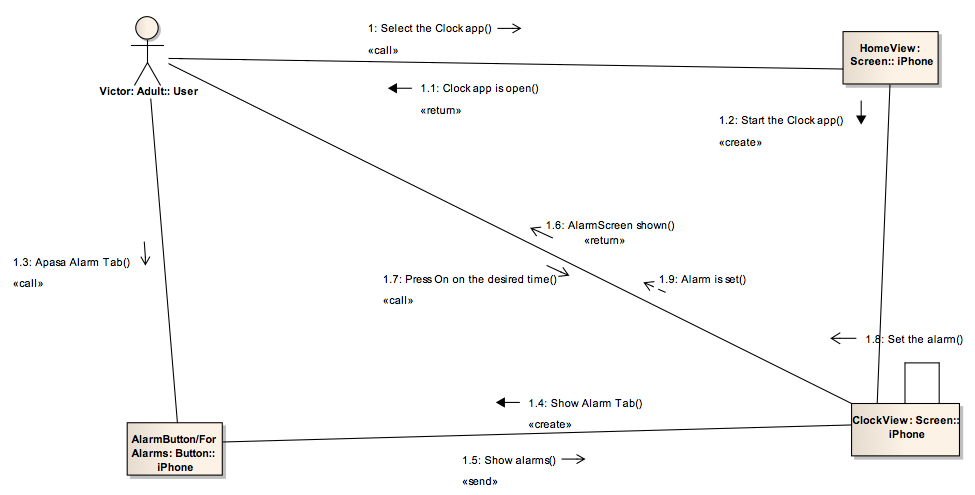 1: Select the Clock app()
«call»
HomeView:
Screen:: iPhone
Victor: Adult:: User
1.1: Clock app is open()
«return»
1.2: Start the Clock app()
«create»
1.6: AlarmScreen shown()
«return»
1.3: Apasa Alarm Tab()
«call»
1.7: Press On on the desired time()
«call»
1.9: Alarm is set()
1.8: Set the alarm()
1.4: Show Alarm Tab()
«create»
ClockView: Screen::
iPhone
AlarmButton/For
Alarms: Button::
iPhone
1.5: Show alarms()
«send»